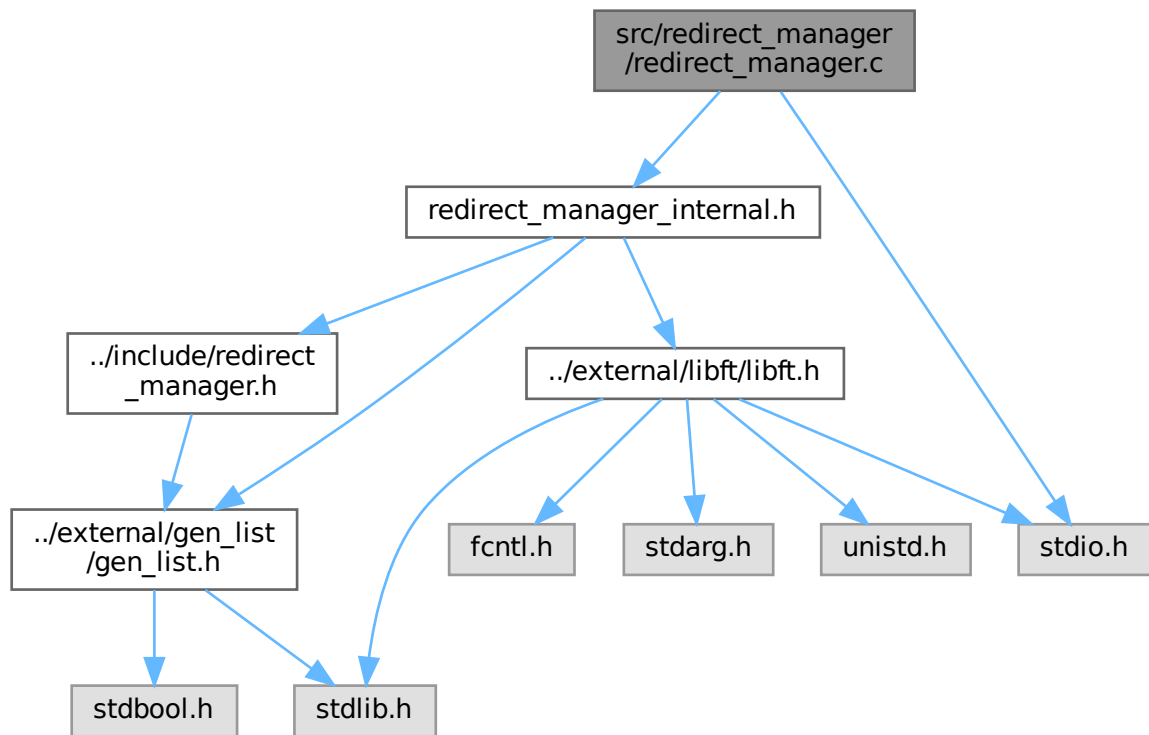 src/redirect_manager
/redirect_manager.c
redirect_manager_internal.h
../include/redirect
_manager.h
../external/libft/libft.h
../external/gen_list
/gen_list.h
fcntl.h
stdarg.h
unistd.h
stdio.h
stdbool.h
stdlib.h